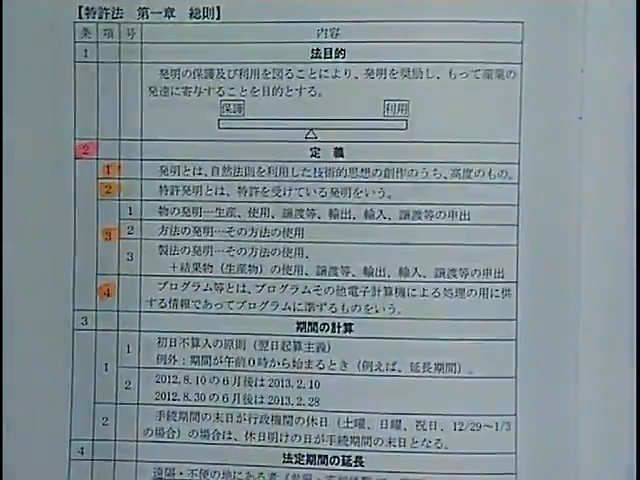 【特許法　第一章　総則】
条 項 号 内容
1 法目的
発明の保護及び利用を図ることにより、発明を奨励し、もって産業の
発達に寄与することを目的とする。
保護 利用
△
2 定義
1 発明とは、自然法則を利用した技術的思想の創作のうち、高度のもの。
2 特許発明とは、特許を受けている発明をいう。
3 1 物の発明…生産、使用、譲渡等、輸出、輸入、譲渡等の申出
2 方法の発明…その方法の使用
3 製法の発明…その方法の使用、
＋結果物（生産物）の使用、譲渡等、輸出、輸入、譲渡等の申出
4 プログラム等とは、プログラムその他電子計算機による処理の用に供
する情報であってプログラムに準ずるものをいう。
3 期間の計算
1 1 初日不算入の原則（翌日起算主義）
例外：期間が午前0時から始まるとき（例えば、延長期間）。
2 2012.8.10の6月後は2013.2.10
2012.8.30の6月後は2013.2.28
2 手続期間の末日が行政機関の休日（土曜、日曜、祝日、12/29～1/3
の場合）の場合は、休日明けの日が手続期間の末日となる。
4 法定期間の延長
遠隔・不便の地にある者